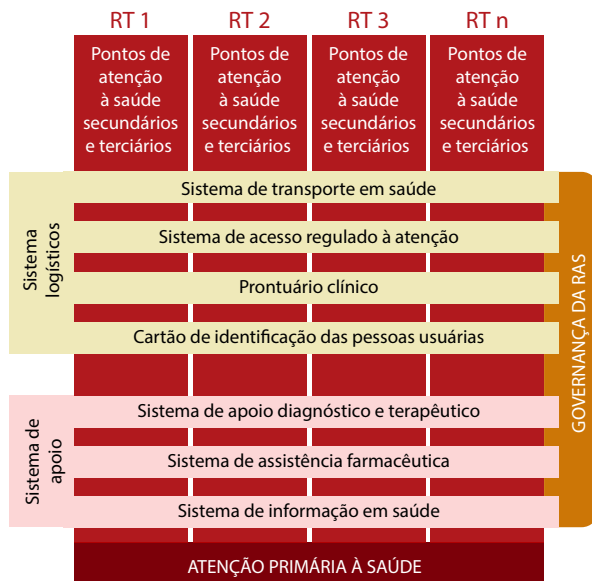 RT 1
RT 2
RT 3
RT n
Pontos de
atenção
à saúde
secundários
e terciários
Pontos de
atenção
à saúde
secundários
e terciários
Pontos de
atenção
à saúde
secundários
e terciários
Pontos de
atenção
à saúde
secundários
e terciários
Sistema
logísticos
Sistema de transporte em saúde
Sistema de acesso regulado à atenção
Prontuário clínico
Cartão de identificação das pessoas usuárias
Sistema de
apoio
Sistema de apoio diagnóstico e terapêutico
Sistema de assistência farmacêutica
Sistema de informação em saúde
GOVERNANÇA DA RAS
ATENÇÃO PRIMÁRIA À SAÚDE